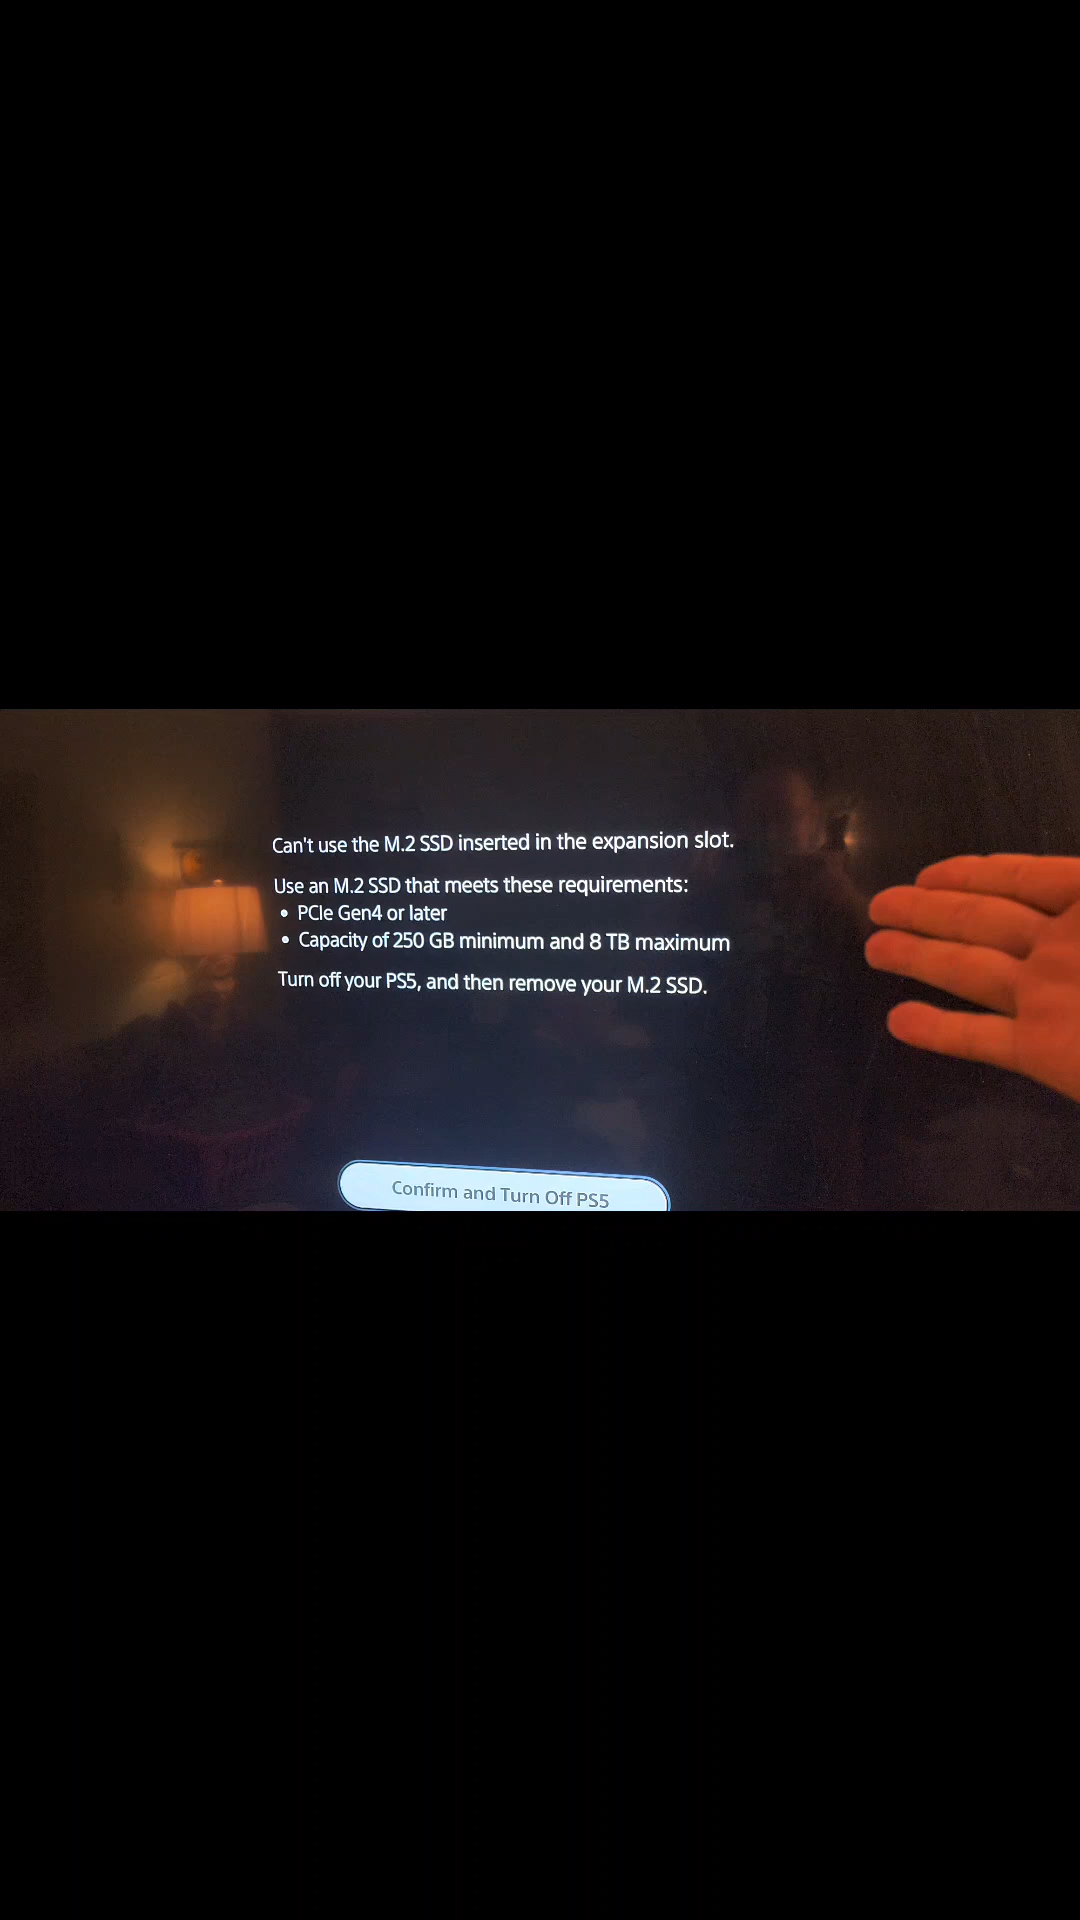 Can't use the M.2 SSD inserted in the expansion slot.
Use an M.2 SSD that meets these requirements:
• PCIe Gen4 or later
• Capacity of 250 GB minimum and 8 TB maximum
Turn off your PS5, and then remove your M.2 SSD.
Confirm and Turn Off PS5